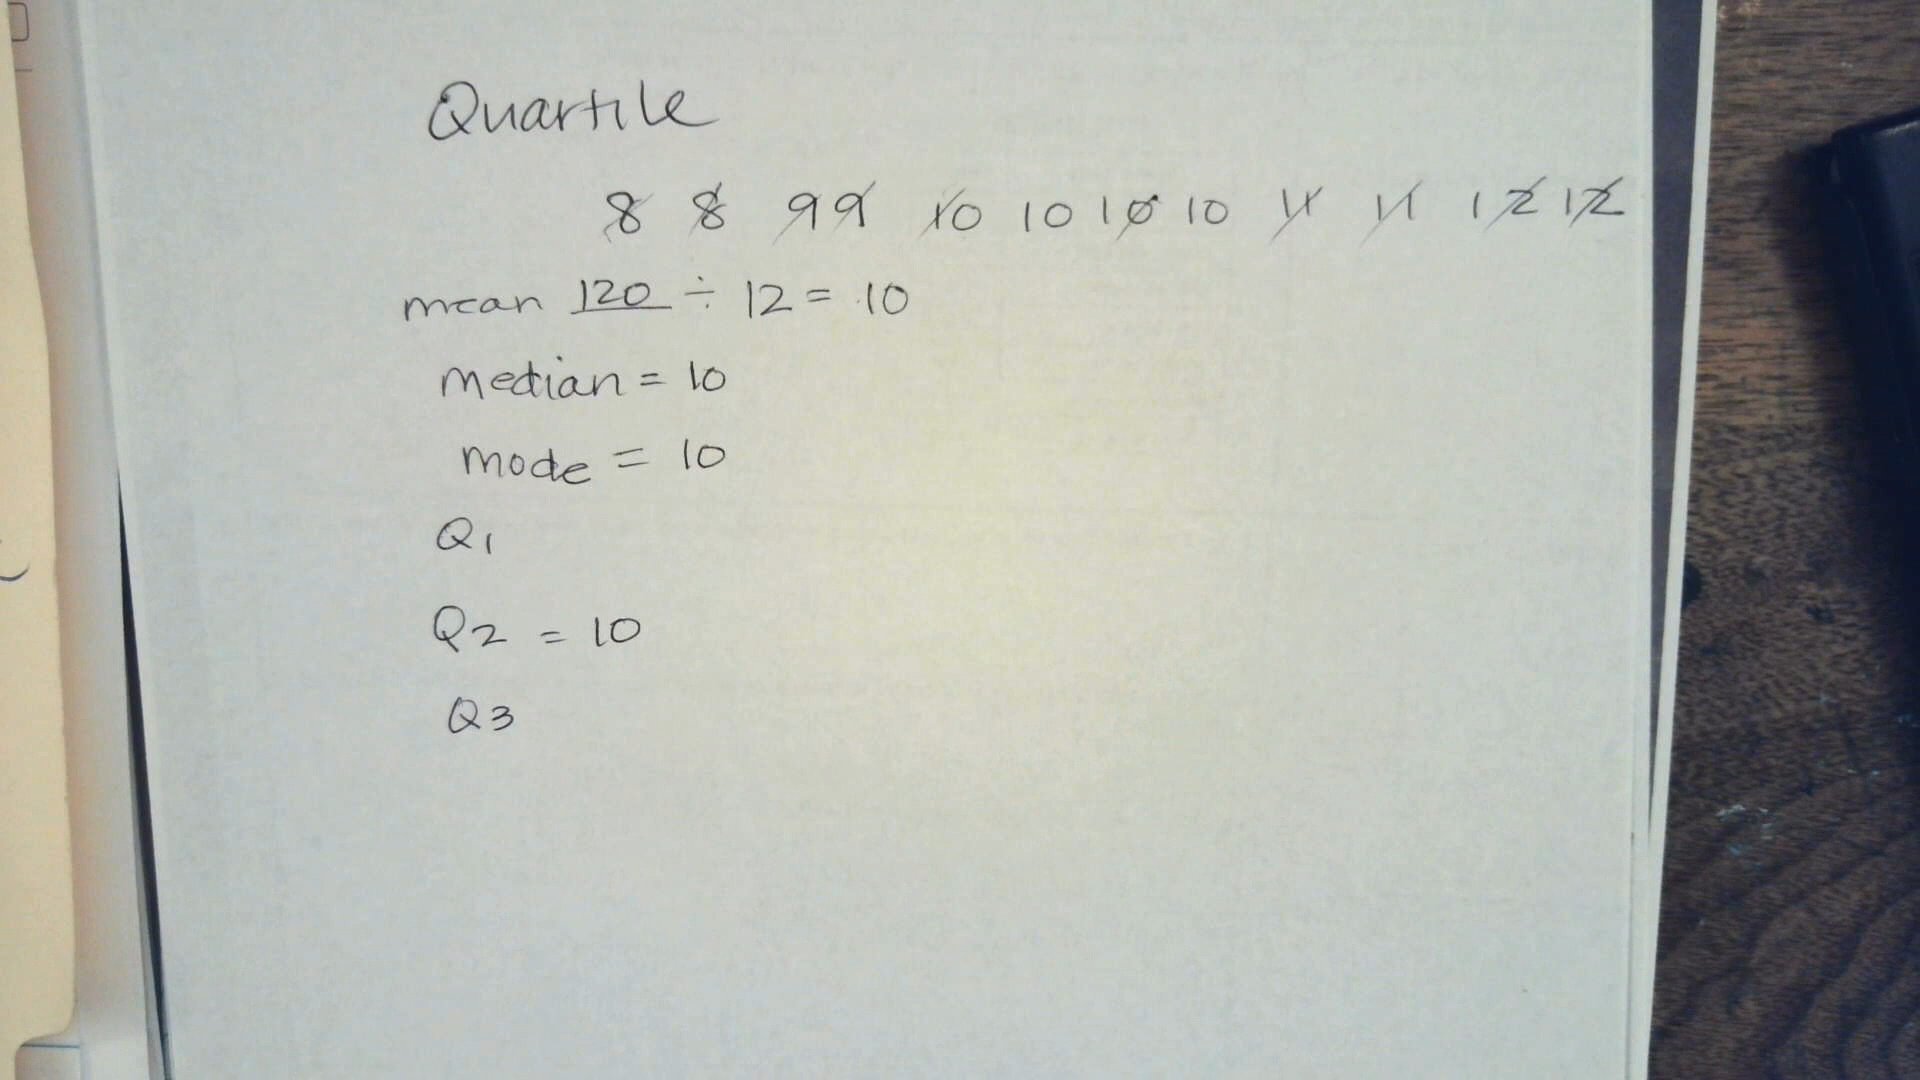 Quartile
8 8 9 9 10 10 10 10 11 11 12 12
mean 120 ÷ 12 = 10
median = 10
mode = 10
Q1
Q2 = 10
Q3